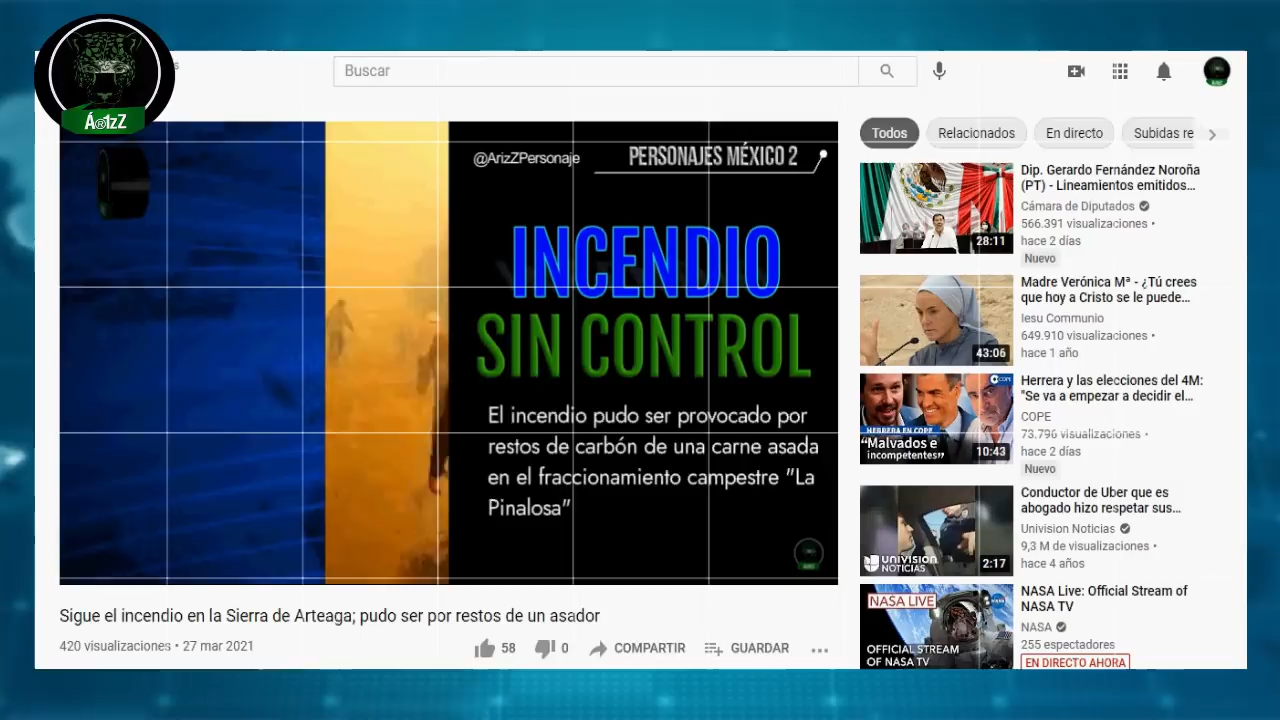 s
Buscar
Á®1zZ
@ArizZPersonaje
PERSONAJES MÉXICO 2
INCENDIO
SIN CONTROL
El incendio pudo ser provocado por
restos de carbón de una carne asada
en el fraccionamiento campestre "La
Pinalosa"
Sigue el incendio en la Sierra de Arteaga; pudo ser por restos de un asador
420 visualizaciones • 27 mar 2021
58
0
COMPARTIR
GUARDAR
Todos
Relacionados
En directo
Subidas re
28:11
Dip. Gerardo Fernández Noroña
(PT) - Lineamientos emitidos...
Cámara de Diputados
566.391 visualizaciones •
hace 2 días
Nuevo
43:06
Madre Verónica Mª - ¿Tú crees
que hoy a Cristo se le puede...
Iesu Communio
649.910 visualizaciones •
hace 1 año
COPE
HERRERA EN COPE
"Malvados e
incompetentes"
10:43
Herrera y las elecciones del 4M:
"Se va a empezar a decidir el...
COPE
73.796 visualizaciones •
hace 2 días
Nuevo
UNIVISION
NOTICIAS
2:17
Conductor de Uber que es
abogado hizo respetar sus...
Univision Noticias
9,3 M de visualizaciones •
hace 4 años
NASA LIVE
NASA
OFFICIAL STREAM
OF NASA TV
NASA Live: Official Stream of
NASA TV
NASA
255 espectadores
EN DIRECTO AHORA